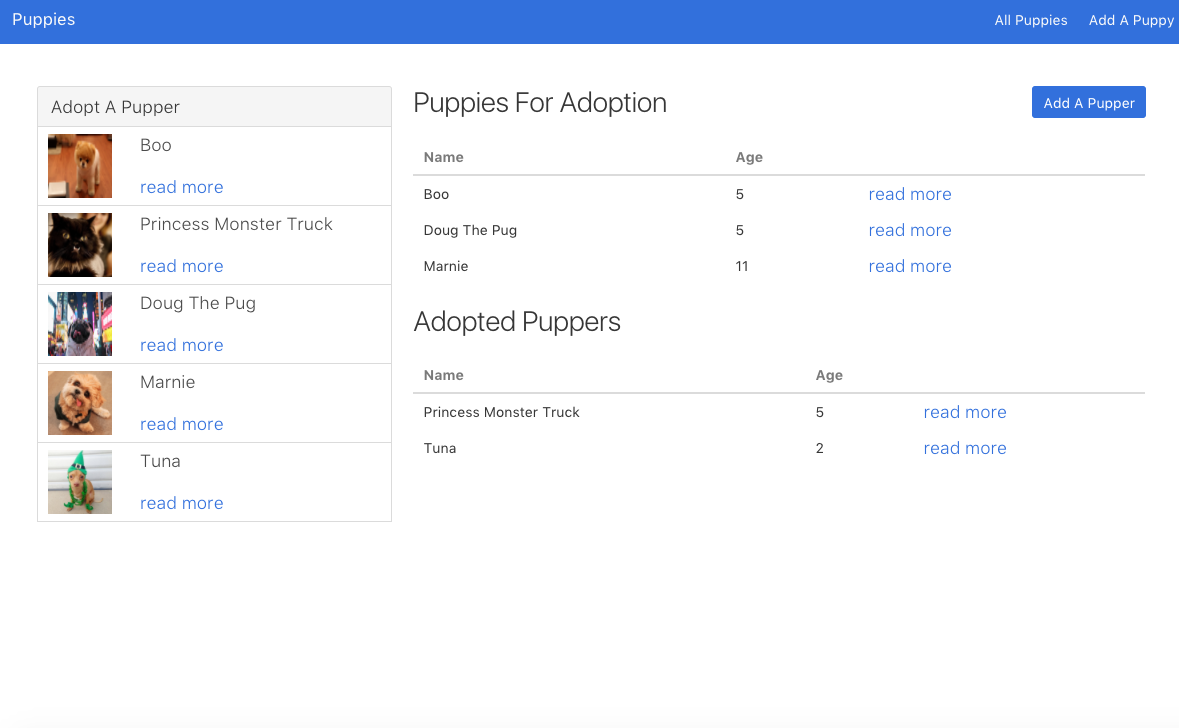 Puppies All Puppies Add A Puppy
Adopt A Pupper
Boo
read more
Princess Monster Truck
read more
Doug The Pug
read more
Marnie
read more
Tuna
read more
Puppies For Adoption Add A Pupper
Name Age
Boo 5 read more
Doug The Pug 5 read more
Marnie 11 read more
Adopted Puppers
Name Age
Princess Monster Truck 5 read more
Tuna 2 read more